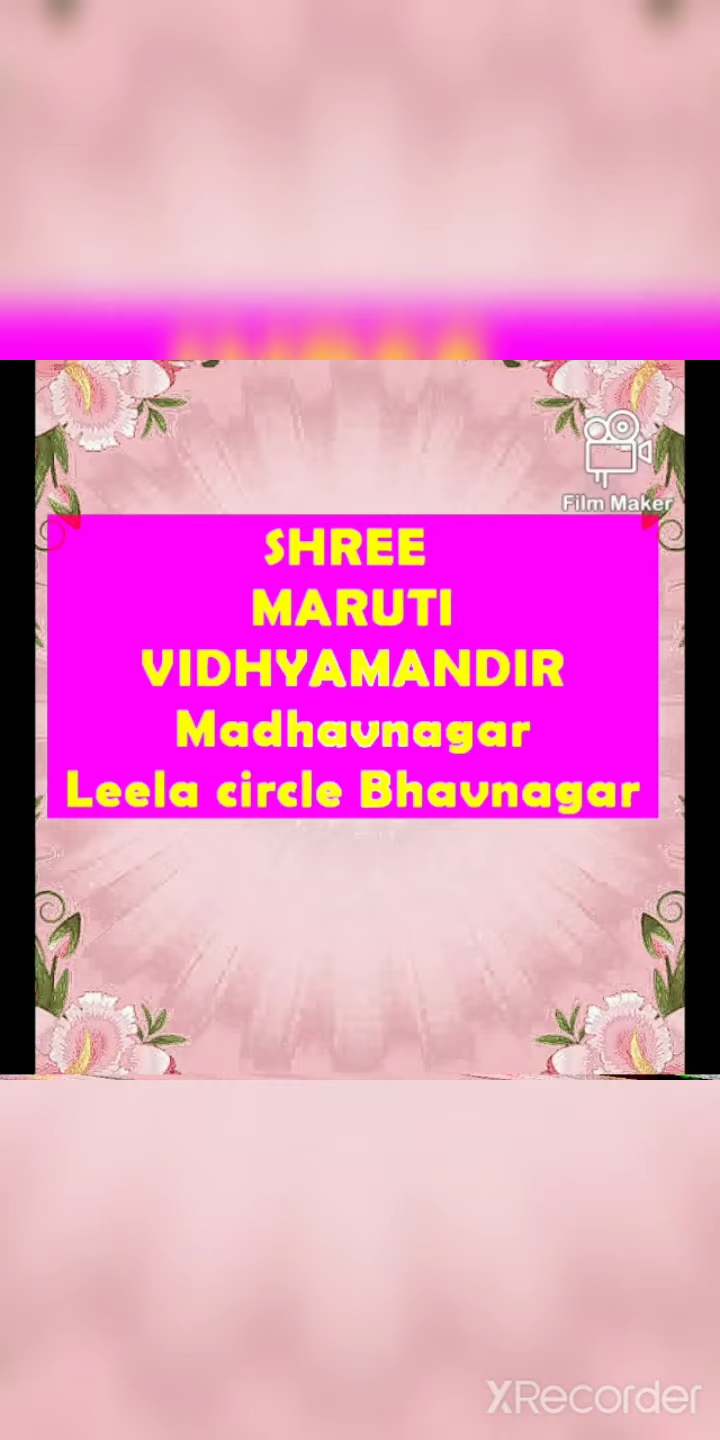 Film Maker
SHREE
MARUTI
VIDHYAMANDIR
Madhavnagar
Leela circle Bhavnagar
XRecorder